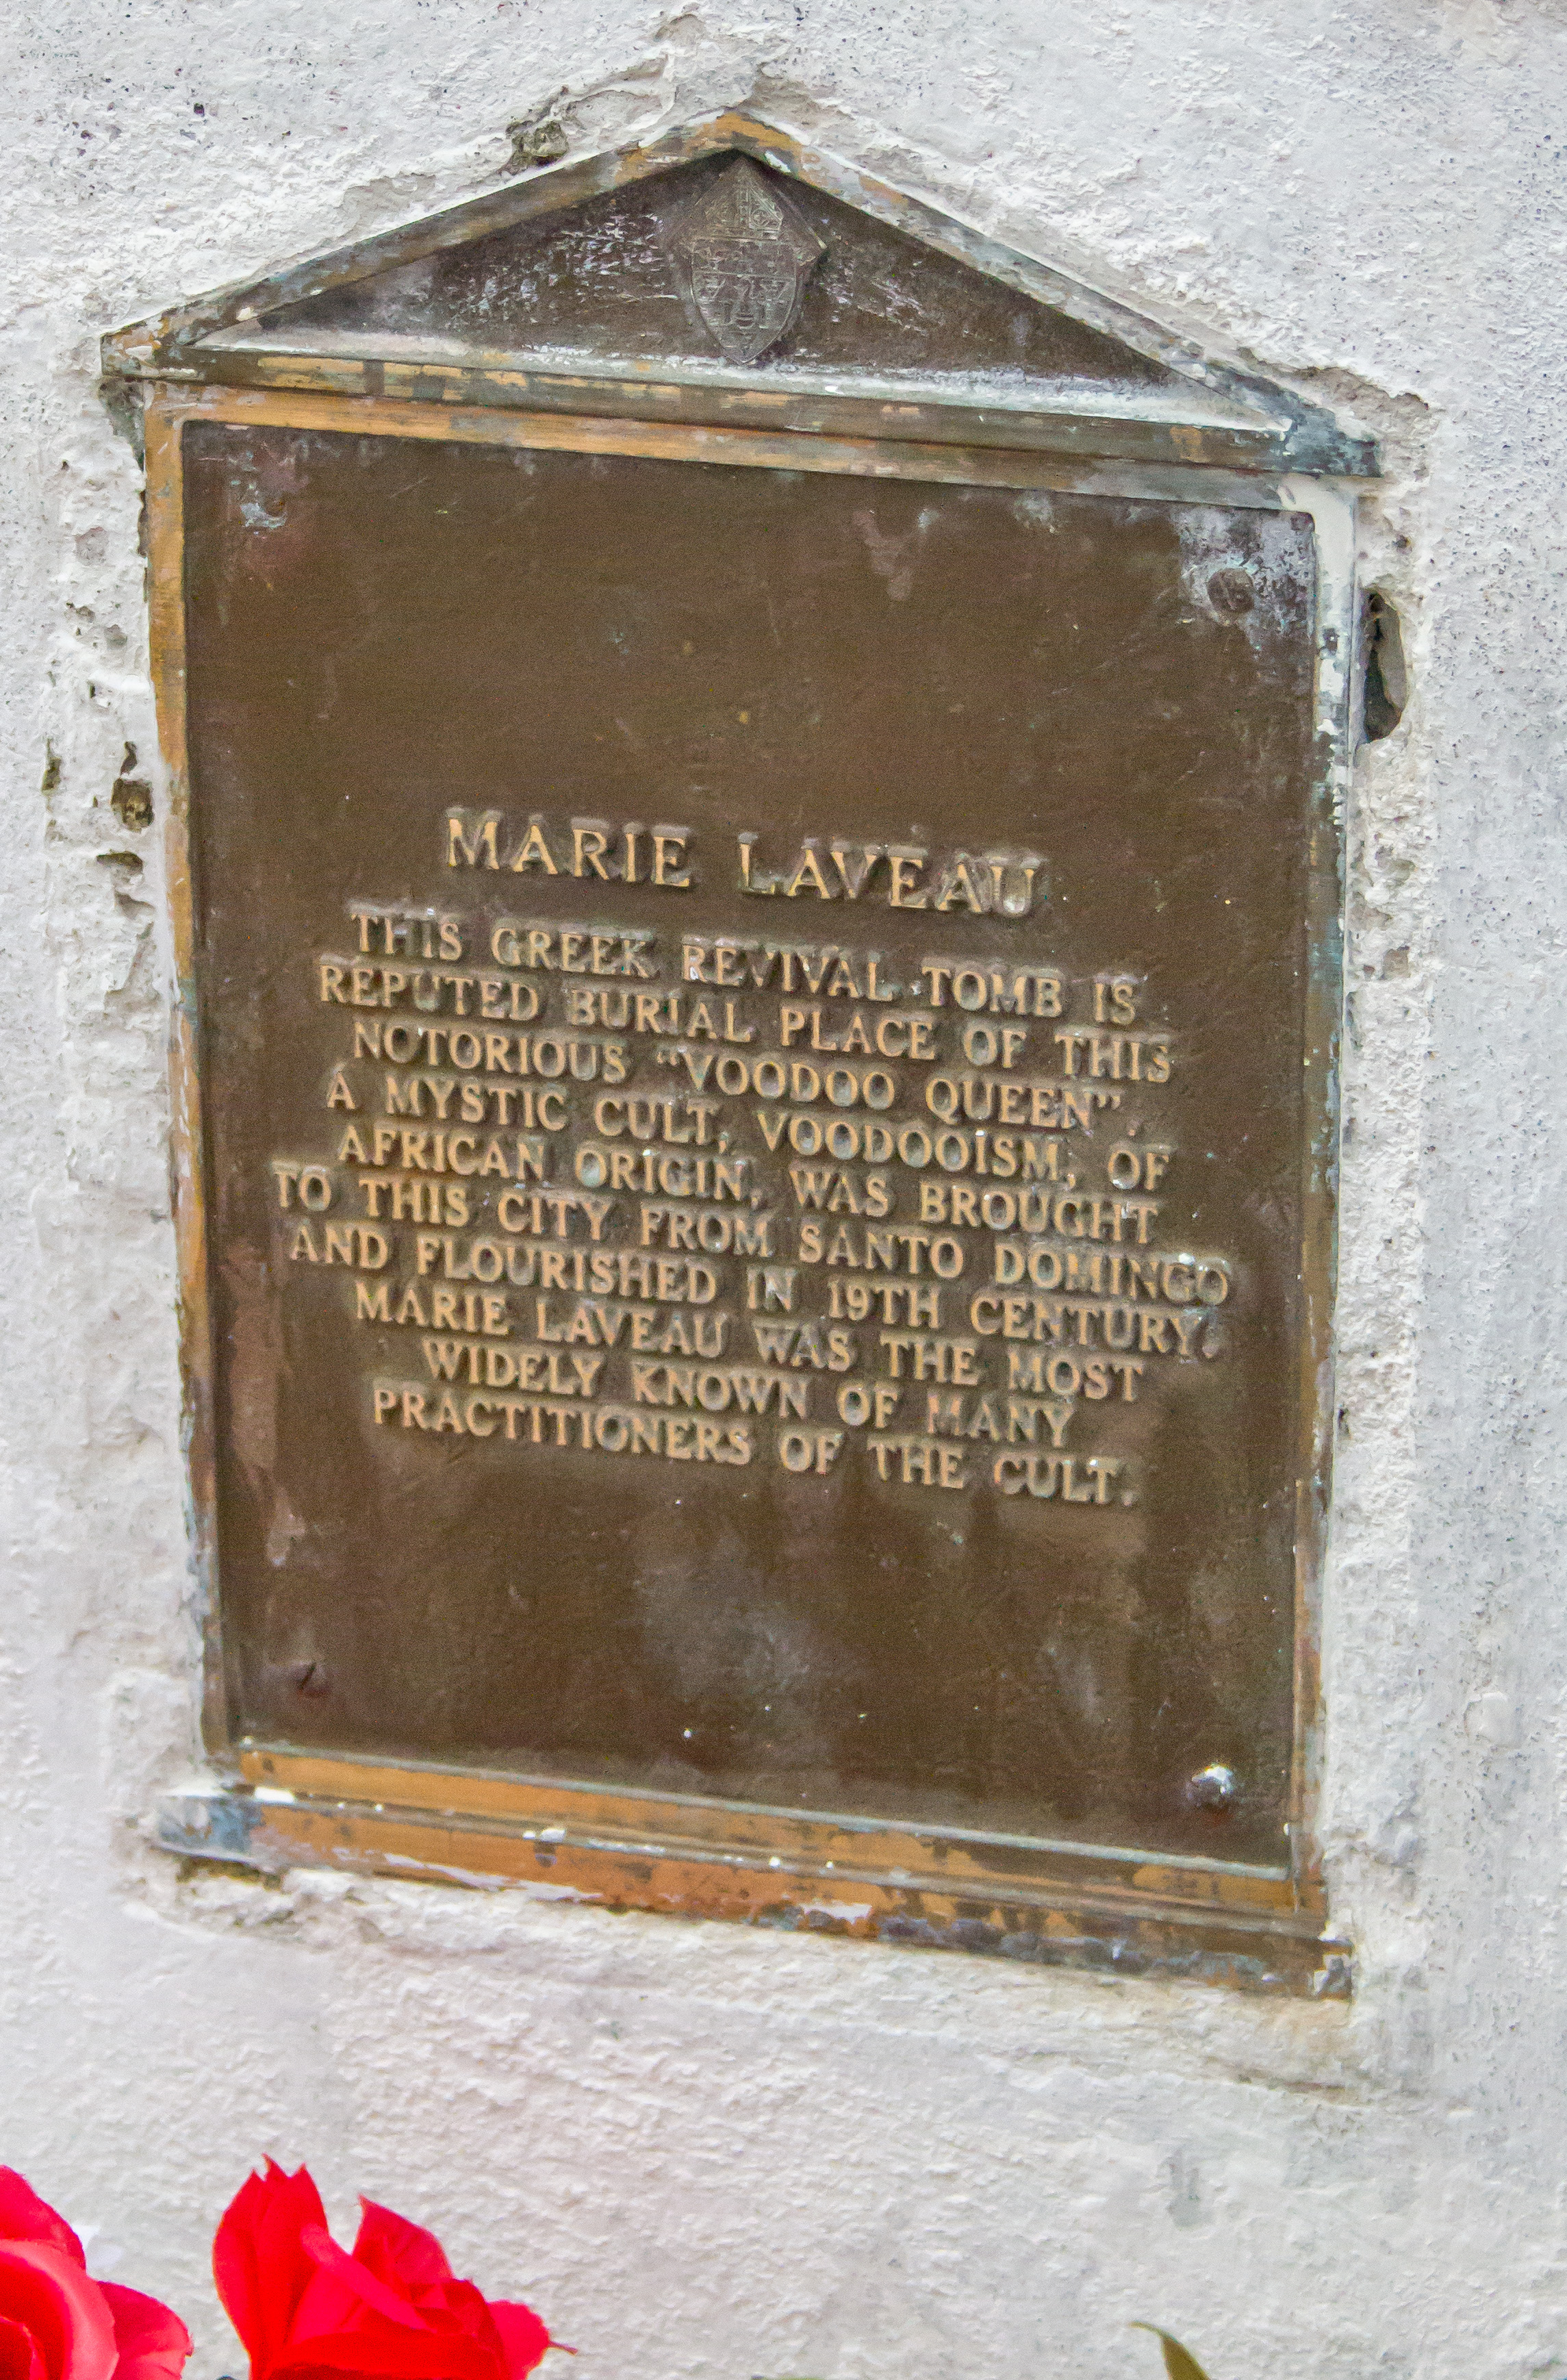 MARIE LAVEAU
THIS GREEK REVIVAL TOMB IS
REPUTED BURIAL PLACE OF THIS
NOTORIOUS "VOODOO QUEEN".
A MYSTIC CULT, VOODOOISM, OF
AFRICAN ORIGIN, WAS BROUGHT
TO THIS CITY FROM SANTO DOMINGO
AND FLOURISHED IN 19TH CENTURY.
MARIE LAVEAU WAS THE MOST
WIDELY KNOWN OF MANY
PRACTITIONERS OF THE CULT.